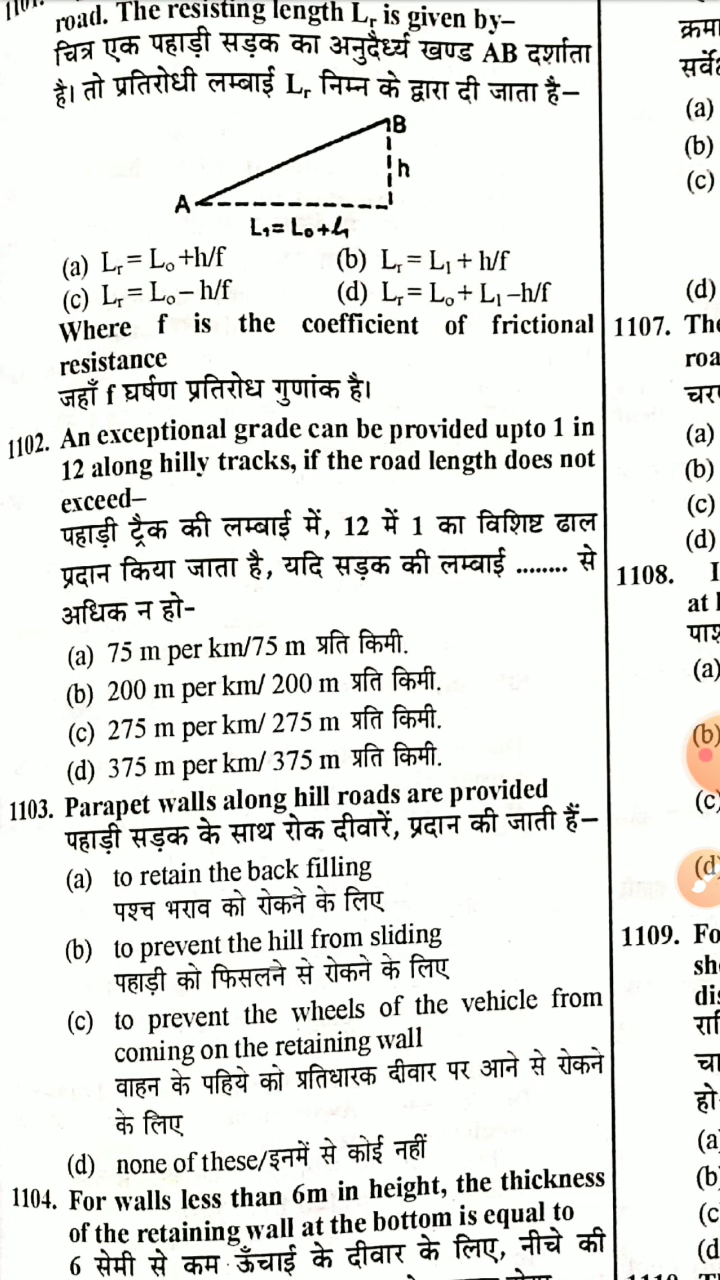 1101.
road. The resisting length Lᵣ is given by–
चित्र एक पहाड़ी सड़क का अनुदैर्ध्य खण्ड AB दर्शाता
है। तो प्रतिरोधी लम्बाई Lᵣ निम्न के द्वारा दी जाता है–
B
h
A
L₁= L₀+l₁
(a) Lᵣ= L₀+h/f (b) Lᵣ= L₁ + h/f
(c) Lᵣ= L₀– h/f (d) Lᵣ= L₀+ L₁ –h/f
Where f is the coefficient of frictional
resistance
जहाँ f घर्षण प्रतिरोध गुणांक है।
1102. An exceptional grade can be provided upto 1 in
12 along hilly tracks, if the road length does not
exceed–
पहाड़ी ट्रैक की लम्बाई में, 12 में 1 का विशिष्ट ढाल
प्रदान किया जाता है, यदि सड़क की लम्बाई ........ से
अधिक न हो-
(a) 75 m per km/75 m प्रति किमी.
(b) 200 m per km/ 200 m प्रति किमी.
(c) 275 m per km/ 275 m प्रति किमी.
(d) 375 m per km/ 375 m प्रति किमी.
1103. Parapet walls along hill roads are provided
पहाड़ी सड़क के साथ रोक दीवारें, प्रदान की जाती हैं–
(a) to retain the back filling
पश्च भराव को रोकने के लिए
(b) to prevent the hill from sliding
पहाड़ी को फिसलने से रोकने के लिए
(c) to prevent the wheels of the vehicle from
coming on the retaining wall
वाहन के पहिये को प्रतिधारक दीवार पर आने से रोकने
के लिए
(d) none of these/इनमें से कोई नहीं
1104. For walls less than 6m in height, the thickness
of the retaining wall at the bottom is equal to
6 सेमी से कम ऊँचाई के दीवार के लिए, नीचे की
(a)
(b)
(c)
(d)
1107. The
(a)
(b)
(c)
(d)
1108. I
(a)
(b)
(c)
(d)
1109. Fo
(a)
(b)
(c
(d